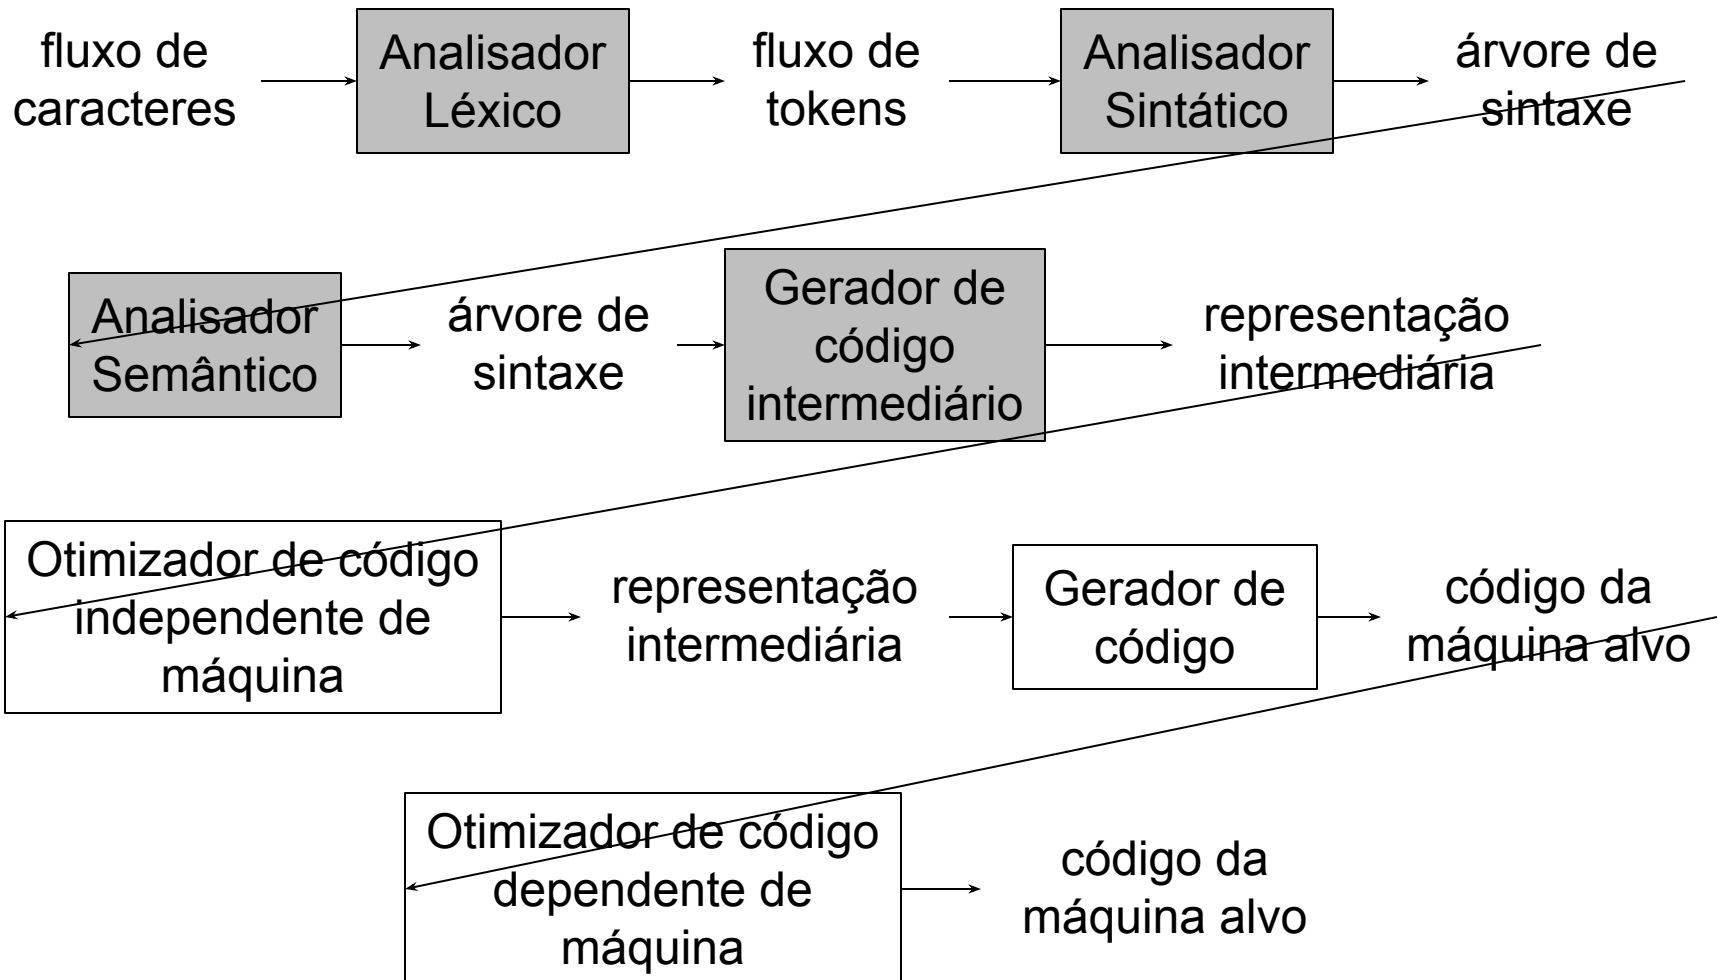 fluxo de
caracteres
Analisador
Léxico
fluxo de
tokens
Analisador
Sintático
árvore de
sintaxe
Analisador
Semântico
árvore de
sintaxe
Gerador de
código
intermediário
representação
intermediária
Otimizador de código
independente de
máquina
representação
intermediária
Gerador de
código
código da
máquina alvo
Otimizador de código
dependente de
máquina
código da
máquina alvo